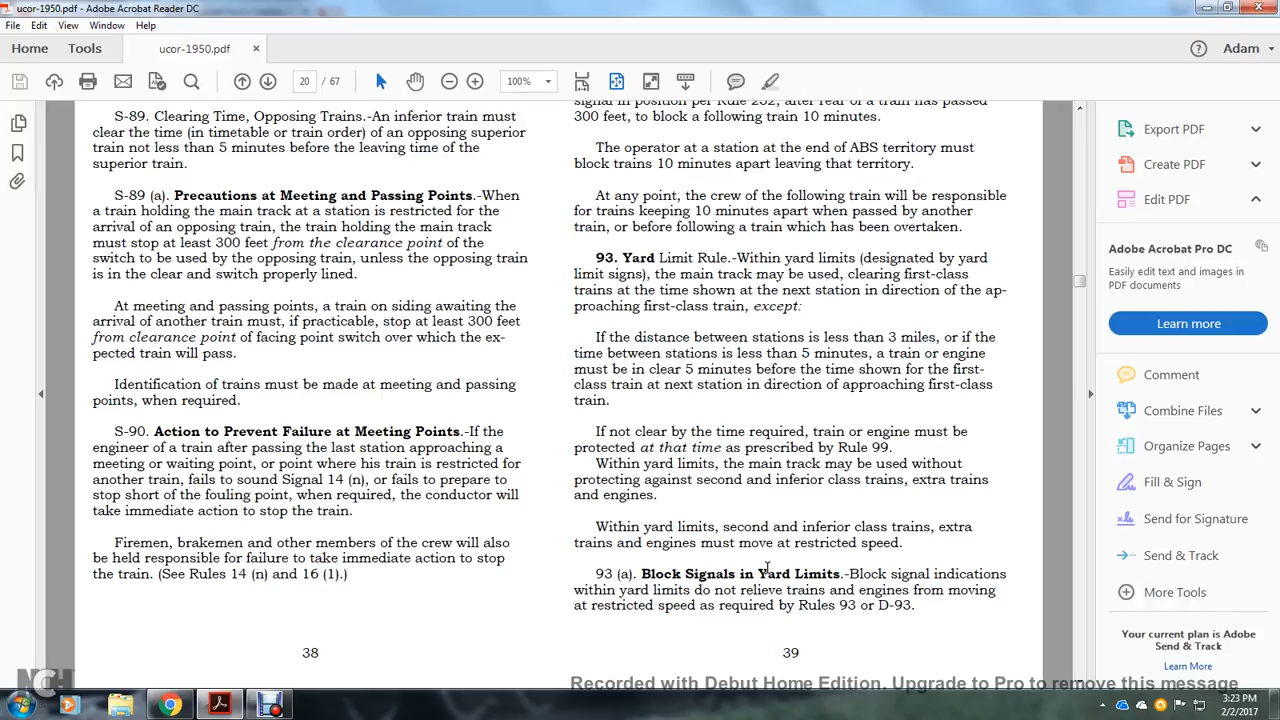 ucor-1950.pdf - Adobe Acrobat Reader DC
File Edit View Window Help
Home Tools ucor-1950.pdf × Adam
20 / 67 100%
S-89. Clearing Time, Opposing Trains.-An inferior train must
clear the time (in timetable or train order) of an opposing superior
train not less than 5 minutes before the leaving time of the
superior train.
S-89 (a). Precautions at Meeting and Passing Points.-When
a train holding the main track at a station is restricted for the
arrival of an opposing train, the train holding the main track
must stop at least 300 feet from the clearance point of the
switch to be used by the opposing train, unless the opposing train
is in the clear and switch properly lined.
At meeting and passing points, a train on siding awaiting the
arrival of another train must, if practicable, stop at least 300 feet
from clearance point of facing point switch over which the ex-
pected train will pass.
Identification of trains must be made at meeting and passing
points, when required.
S-90. Action to Prevent Failure at Meeting Points.-If the
engineer of a train after passing the last station approaching a
meeting or waiting point, or point where his train is restricted for
another train, fails to sound Signal 14 (n), or fails to prepare to
stop short of the fouling point, when required, the conductor will
take immediate action to stop the train.
Firemen, brakemen and other members of the crew will also
be held responsible for failure to take immediate action to stop
the train. (See Rules 14 (n) and 16 (1).)
38
signal in position per Rule 232, after rear of a train has passed
300 feet, to block a following train 10 minutes.
The operator at a station at the end of ABS territory must
block trains 10 minutes apart leaving that territory.
At any point, the crew of the following train will be responsible
for trains keeping 10 minutes apart when passed by another
train, or before following a train which has been overtaken.
93. Yard Limit Rule.-Within yard limits (designated by yard
limit signs), the main track may be used, clearing first-class
trains at the time shown at the next station in direction of the ap-
proaching first-class train, except:
If the distance between stations is less than 3 miles, or if the
time between stations is less than 5 minutes, a train or engine
must be in clear 5 minutes before the time shown for the first-
class train at next station in direction of approaching first-class
train.
If not clear by the time required, train or engine must be
protected at that time as prescribed by Rule 99.
Within yard limits, the main track may be used without
protecting against second and inferior class trains, extra trains
and engines.
Within yard limits, second and inferior class trains, extra
trains and engines must move at restricted speed.
93 (a). Block Signals in Yard Limits.-Block signal indications
within yard limits do not relieve trains and engines from moving
at restricted speed as required by Rules 93 or D-93.
39
Export PDF
Create PDF
Edit PDF
Adobe Acrobat Pro DC
Easily edit text and images in
PDF documents
Learn more
Comment
Combine Files
Organize Pages
Fill & Sign
Send for Signature
Send & Track
More Tools
Your current plan is Adobe
Send & Track
Learn More
NCH
Recorded with Debut Home Edition. Upgrade to Pro to remove this message
3:23 PM
2/2/2017